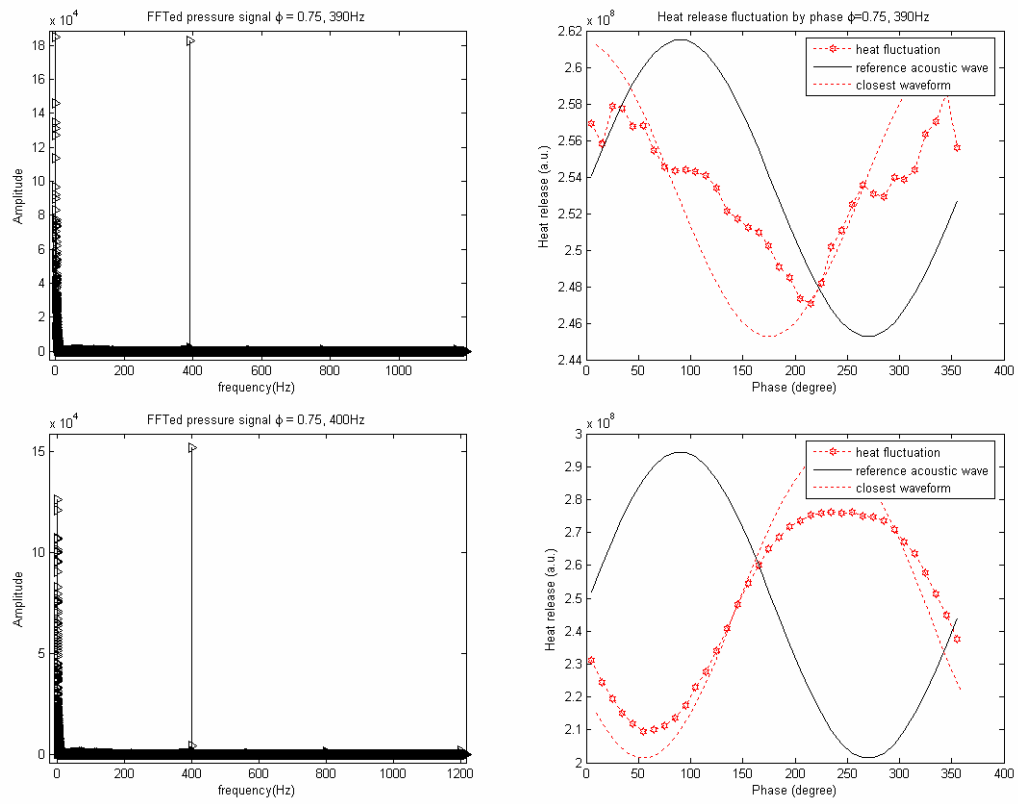 FFTed pressure signal ϕ = 0.75, 390Hz
x 10^4
18
16
14
12
10
8
6
4
2
0
Amplitude
0 200 400 600 800 1000
frequency(Hz)
Heat release fluctuation by phase ϕ=0.75, 390Hz
x 10^8
2.62
2.6
2.58
2.56
2.54
2.52
2.5
2.48
2.46
2.44
Heat release (a.u.)
heat fluctuation
reference acoustic wave
closest waveform
0 50 100 150 200 250 300 350 400
Phase (degree)
FFTed pressure signal ϕ = 0.75, 400Hz
x 10^4
15
10
5
0
Amplitude
0 200 400 600 800 1000 1200
frequency(Hz)
x 10^8
3
2.9
2.8
2.7
2.6
2.5
2.4
2.3
2.2
2.1
2
Heat release (a.u.)
heat fluctuation
reference acoustic wave
closest waveform
0 50 100 150 200 250 300 350 400
Phase (degree)